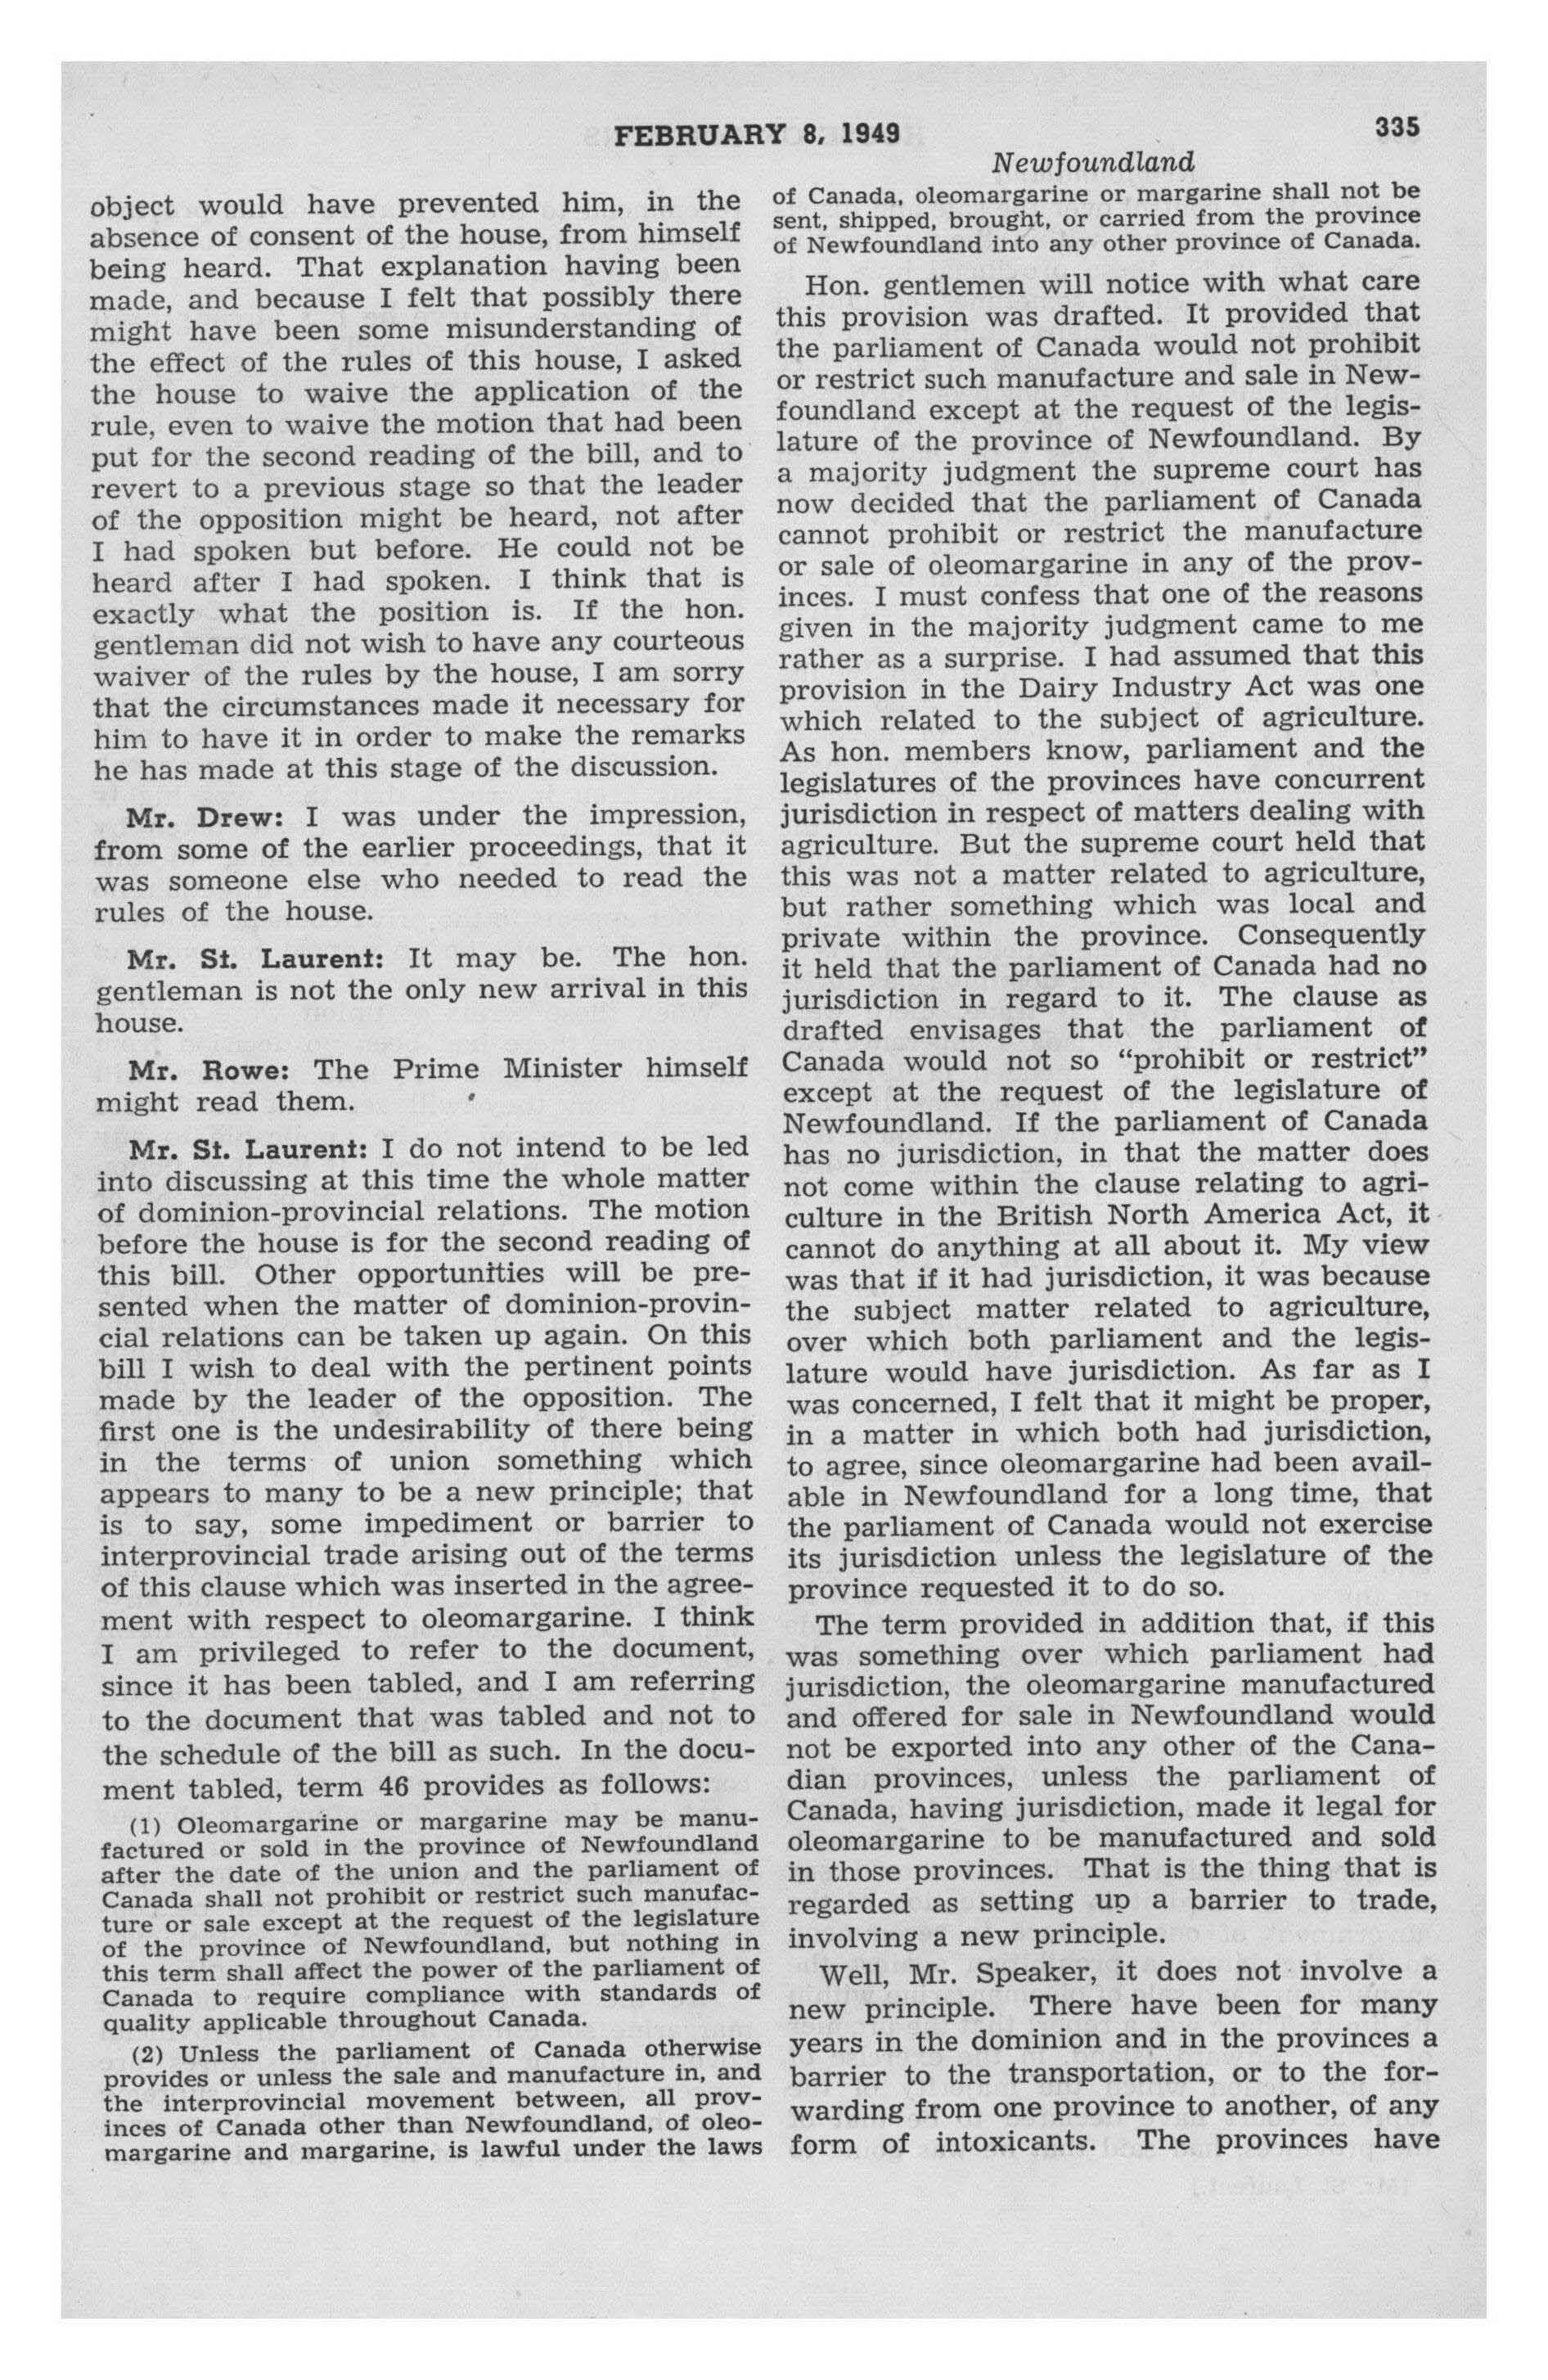 FEBRUARY 8, 1949
335
Newfoundland
object would have prevented him, in the
absence of consent of the house, from himself
being heard. That explanation having been
made, and because I felt that possibly there
might have been some misunderstanding of
the effect of the rules of this house, I asked
the house to waive the application of the
rule, even to waive the motion that had been
put for the second reading of the bill, and to
revert to a previous stage so that the leader
of the opposition might be heard, not after
I had spoken but before. He could not be
heard after I had spoken. I think that is
exactly what the position is. If the hon.
gentleman did not wish to have any courteous
waiver of the rules by the house, I am sorry
that the circumstances made it necessary for
him to have it in order to make the remarks
he has made at this stage of the discussion.
Mr. Drew: I was under the impression,
from some of the earlier proceedings, that it
was someone else who needed to read the
rules of the house.
Mr. St. Laurent: It may be. The hon.
gentleman is not the only new arrival in this
house.
Mr. Rowe: The Prime Minister himself
might read them.
Mr. St. Laurent: I do not intend to be led
into discussing at this time the whole matter
of dominion-provincial relations. The motion
before the house is for the second reading of
this bill. Other opportunities will be pre-
sented when the matter of dominion-provin-
cial relations can be taken up again. On this
bill I wish to deal with the pertinent points
made by the leader of the opposition. The
first one is the undesirability of there being
in the terms of union something which
appears to many to be a new principle; that
is to say, some impediment or barrier to
interprovincial trade arising out of the terms
of this clause which was inserted in the agree-
ment with respect to oleomargarine. I think
I am privileged to refer to the document,
since it has been tabled, and I am referring
to the document that was tabled and not to
the schedule of the bill as such. In the docu-
ment tabled, term 46 provides as follows:
(1) Oleomargarine or margarine may be manu-
factured or sold in the province of Newfoundland
after the date of the union and the parliament of
Canada shall not prohibit or restrict such manufac-
ture or sale except at the request of the legislature
of the province of Newfoundland, but nothing in
this term shall affect the power of the parliament of
Canada to require compliance with standards of
quality applicable throughout Canada.
(2) Unless the parliament of Canada otherwise
provides or unless the sale and manufacture in, and
the interprovincial movement between, all prov-
inces of Canada other than Newfoundland, of oleo-
margarine and margarine, is lawful under the laws
of Canada, oleomargarine or margarine shall not be
sent, shipped, brought, or carried from the province
of Newfoundland into any other province of Canada.
Hon. gentlemen will notice with what care
this provision was drafted. It provided that
the parliament of Canada would not prohibit
or restrict such manufacture and sale in New-
foundland except at the request of the legis-
lature of the province of Newfoundland. By
a majority judgment the supreme court has
now decided that the parliament of Canada
cannot prohibit or restrict the manufacture
or sale of oleomargarine in any of the prov-
inces. I must confess that one of the reasons
given in the majority judgment came to me
rather as a surprise. I had assumed that this
provision in the Dairy Industry Act was one
which related to the subject of agriculture.
As hon. members know, parliament and the
legislatures of the provinces have concurrent
jurisdiction in respect of matters dealing with
agriculture. But the supreme court held that
this was not a matter related to agriculture,
but rather something which was local and
private within the province. Consequently
it held that the parliament of Canada had no
jurisdiction in regard to it. The clause as
drafted envisages that the parliament of
Canada would not so “prohibit or restrict”
except at the request of the legislature of
Newfoundland. If the parliament of Canada
has no jurisdiction, in that the matter does
not come within the clause relating to agri-
culture in the British North America Act, it
cannot do anything at all about it. My view
was that if it had jurisdiction, it was because
the subject matter related to agriculture,
over which both parliament and the legis-
lature would have jurisdiction. As far as I
was concerned, I felt that it might be proper,
in a matter in which both had jurisdiction,
to agree, since oleomargarine had been avail-
able in Newfoundland for a long time, that
the parliament of Canada would not exercise
its jurisdiction unless the legislature of the
province requested it to do so.
The term provided in addition that, if this
was something over which parliament had
jurisdiction, the oleomargarine manufactured
and offered for sale in Newfoundland would
not be exported into any other of the Cana-
dian provinces, unless the parliament of
Canada, having jurisdiction, made it legal for
oleomargarine to be manufactured and sold
in those provinces. That is the thing that is
regarded as setting up a barrier to trade,
involving a new principle.
Well, Mr. Speaker, it does not involve a
new principle. There have been for many
years in the dominion and in the provinces a
barrier to the transportation, or to the for-
warding from one province to another, of any
form of intoxicants. The provinces have